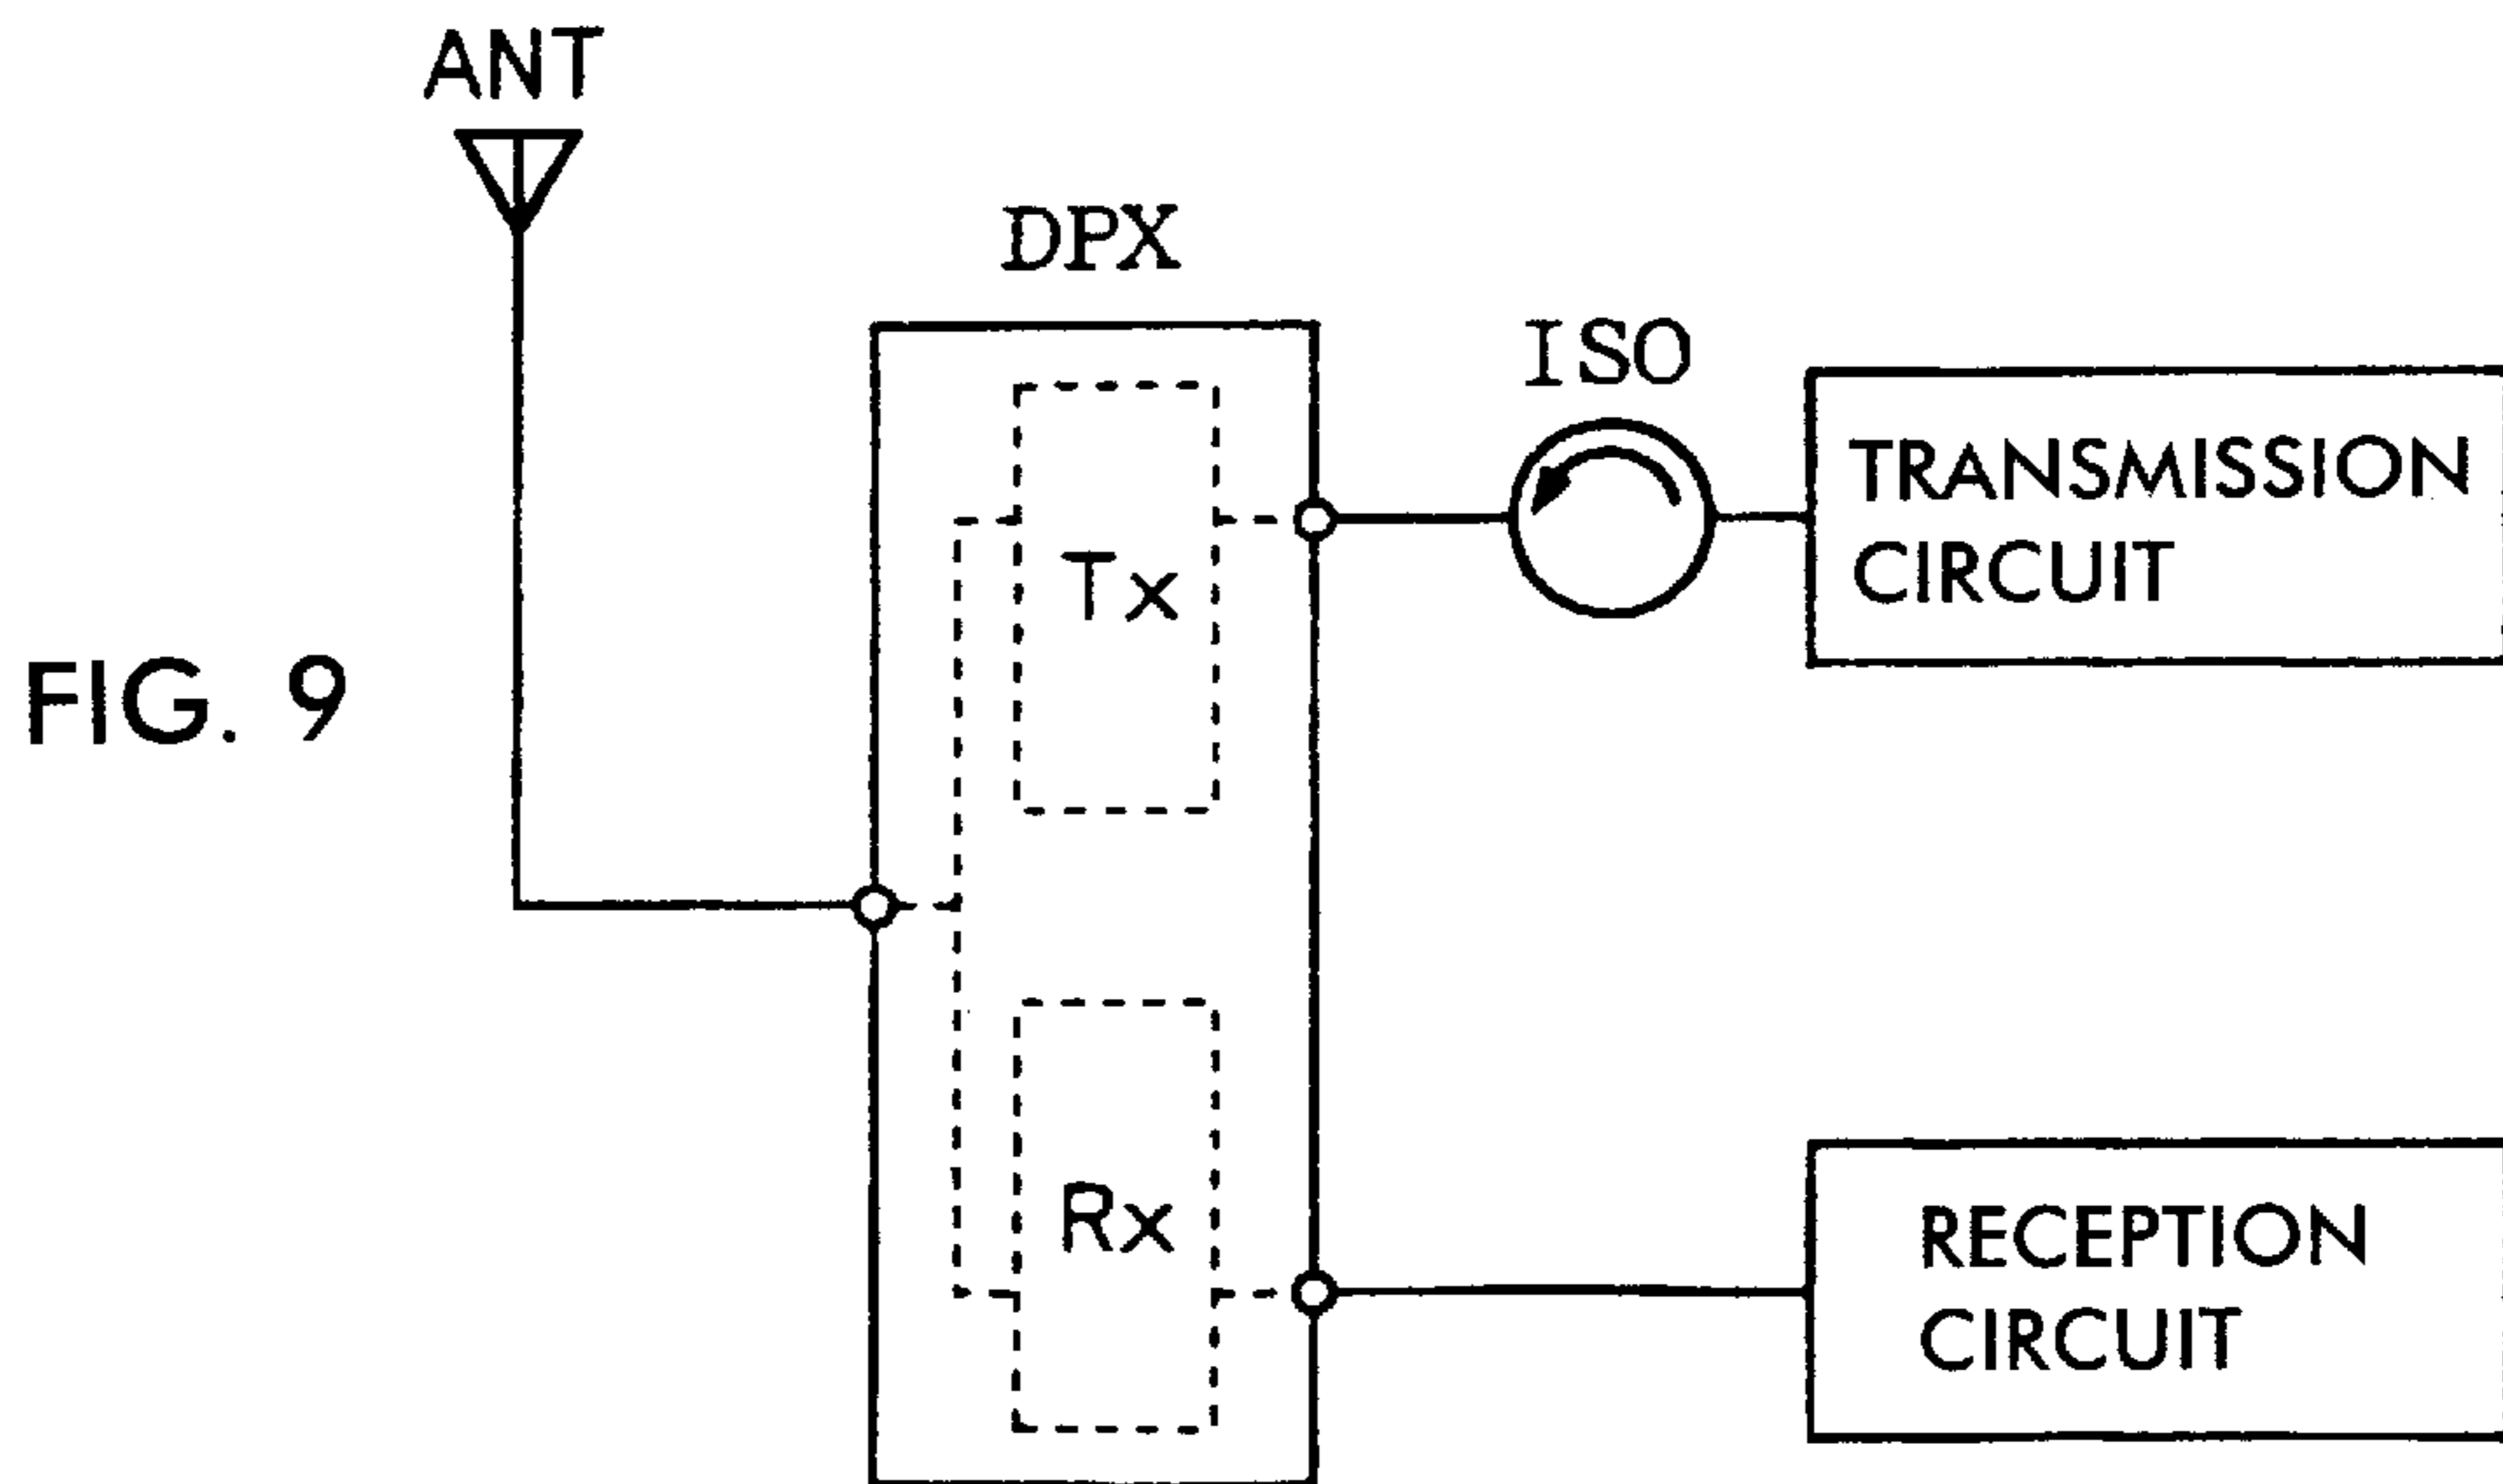 ANT
DPX
ISO
TRANSMISSION
CIRCUIT
Tx
FIG. 9
Rx
RECEPTION
CIRCUIT